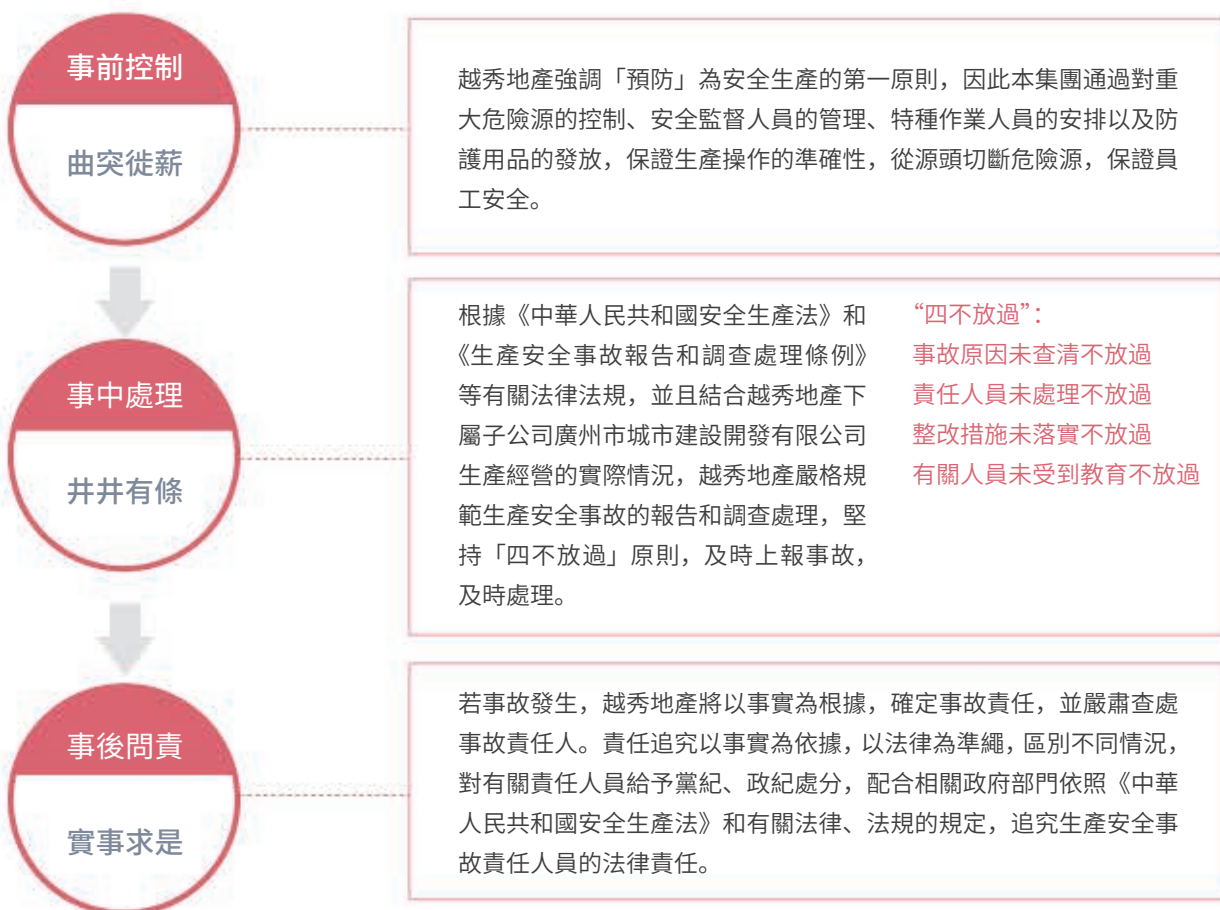 事前控制
曲突徙薪
越秀地產強調「預防」為安全生產的第一原則，因此本集團通過對重
大危險源的控制、安全監督人員的管理、特種作業人員的安排以及防
護用品的發放，保證生產操作的準確性，從源頭切斷危險源，保證員
工安全。
事中處理
井井有條
根據《中華人民共和國安全生產法》和
《生產安全事故報告和調查處理條例》
等有關法律法規，並且結合越秀地產下
屬子公司廣州市城市建設開發有限公司
生產經營的實際情況，越秀地產嚴格規
範生產安全事故的報告和調查處理，堅
持「四不放過」原則，及時上報事故，
及時處理。
“四不放過”：
事故原因未查清不放過
責任人員未處理不放過
整改措施未落實不放過
有關人員未受到教育不放過
事後問責
實事求是
若事故發生，越秀地產將以事實為根據，確定事故責任，並嚴肅查處
事故責任人。責任追究以事實為依據，以法律為準繩，區別不同情況，
對有關責任人員給予黨紀、政紀處分，配合相關政府部門依照《中華
人民共和國安全生產法》和有關法律、法規的規定，追究生產安全事
故責任人員的法律責任。